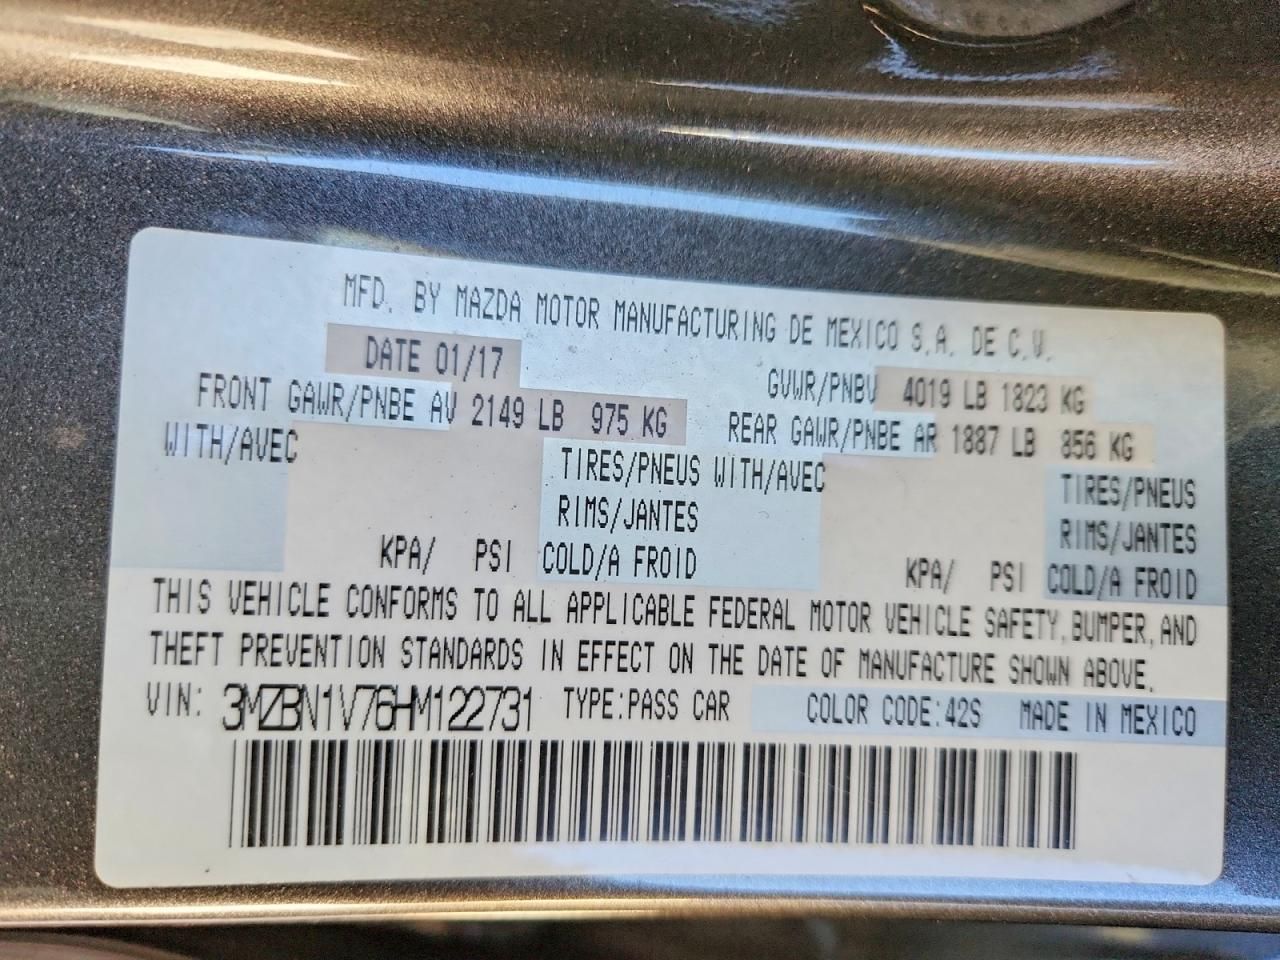 MFD. BY MAZDA MOTOR MANUFACTURING DE MEXICO S.A. DE C.V.
DATE 01/17 GVWR/PNBV 4019 LB 1823 KG
FRONT GAWR/PNBE AV 2149 LB 975 KG REAR GAWR/PNBE AR 1887 LB 856 KG
WITH/AVEC TIRES/PNEUS WITH/AVEC TIRES/PNEUS
RIMS/JANTES RIMS/JANTES
KPA/ PSI COLD/A FROID KPA/ PSI COLD/A FROID
THIS VEHICLE CONFORMS TO ALL APPLICABLE FEDERAL MOTOR VEHICLE SAFETY, BUMPER, AND
THEFT PREVENTION STANDARDS IN EFFECT ON THE DATE OF MANUFACTURE SHOWN ABOVE.
VIN: 3MZBN1V76HM122731 TYPE:PASS CAR COLOR CODE:42S MADE IN MEXICO